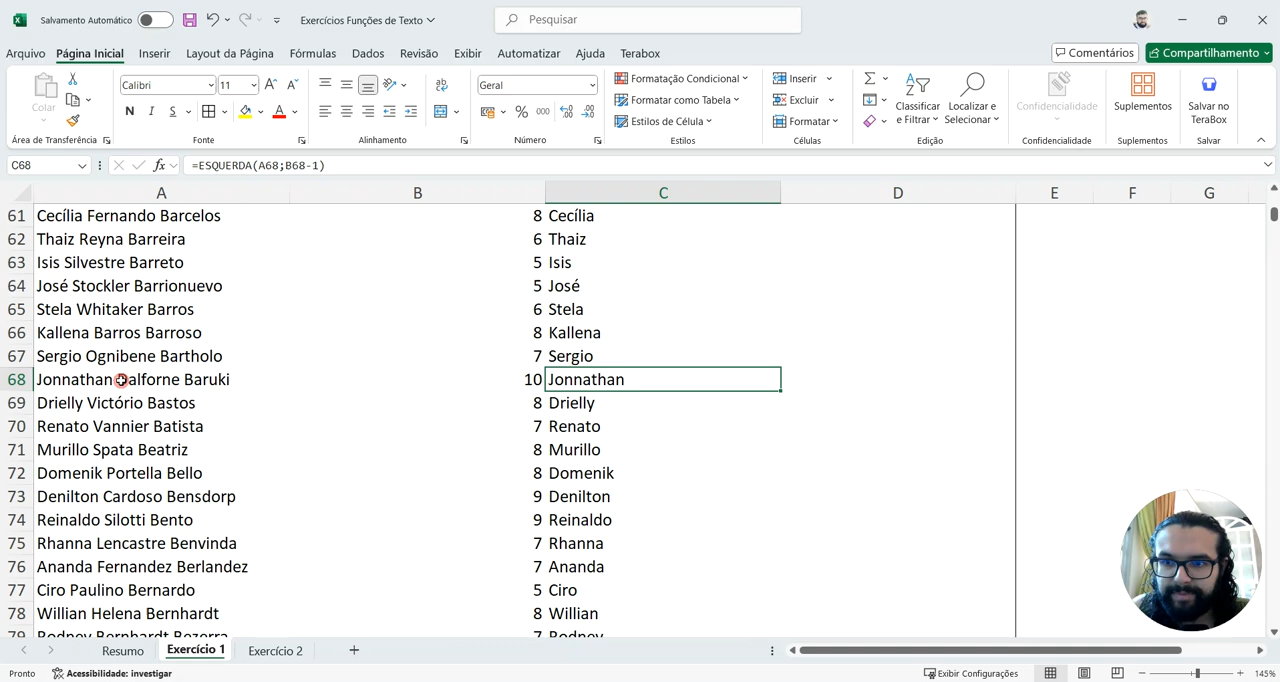 Salvamento Automático
Exercícios Funções de Texto
Pesquisar
Arquivo Página Inicial Inserir Layout da Página Fórmulas Dados Revisão Exibir Automatizar Ajuda Terabox
Comentários Compartilhamento
Colar
Calibri 11
Geral
N I S
% 000
Formatação Condicional
Formatar como Tabela
Estilos de Célula
Inserir
Excluir
Formatar
Classificar e Filtrar
Localizar e Selecionar
Confidencialidade
Suplementos
Salvar no TeraBox
Área de Transferência Fonte Alinhamento Número Estilos Células Edição Confidencialidade Suplementos Salvar
C68 fx =ESQUERDA(A68;B68-1)
A B C D E F G
61 Cecília Fernando Barcelos 8 Cecília
62 Thaiz Reyna Barreira 6 Thaiz
63 Isis Silvestre Barreto 5 Isis
64 José Stockler Barrionuevo 5 José
65 Stela Whitaker Barros 6 Stela
66 Kallena Barros Barroso 8 Kallena
67 Sergio Ognibene Bartholo 7 Sergio
68 Jonnathan Baruki 10 Jonnathan
69 Drielly Victório Bastos 8 Drielly
70 Renato Vannier Batista 7 Renato
71 Murillo Spata Beatriz 8 Murillo
72 Domenik Portella Bello 8 Domenik
73 Denilton Cardoso Bensdorp 9 Denilton
74 Reinaldo Silotti Bento 9 Reinaldo
75 Rhanna Lencastre Benvinda 7 Rhanna
76 Ananda Fernandez Berlandez 7 Ananda
77 Ciro Paulino Bernardo 5 Ciro
78 Willian Helena Bernhardt 8 Willian
79 Rodney Bernhardt Bezerra 7 Rodney
Resumo Exercício 1 Exercício 2
Pronto Acessibilidade: investigar Exibir Configurações 145%